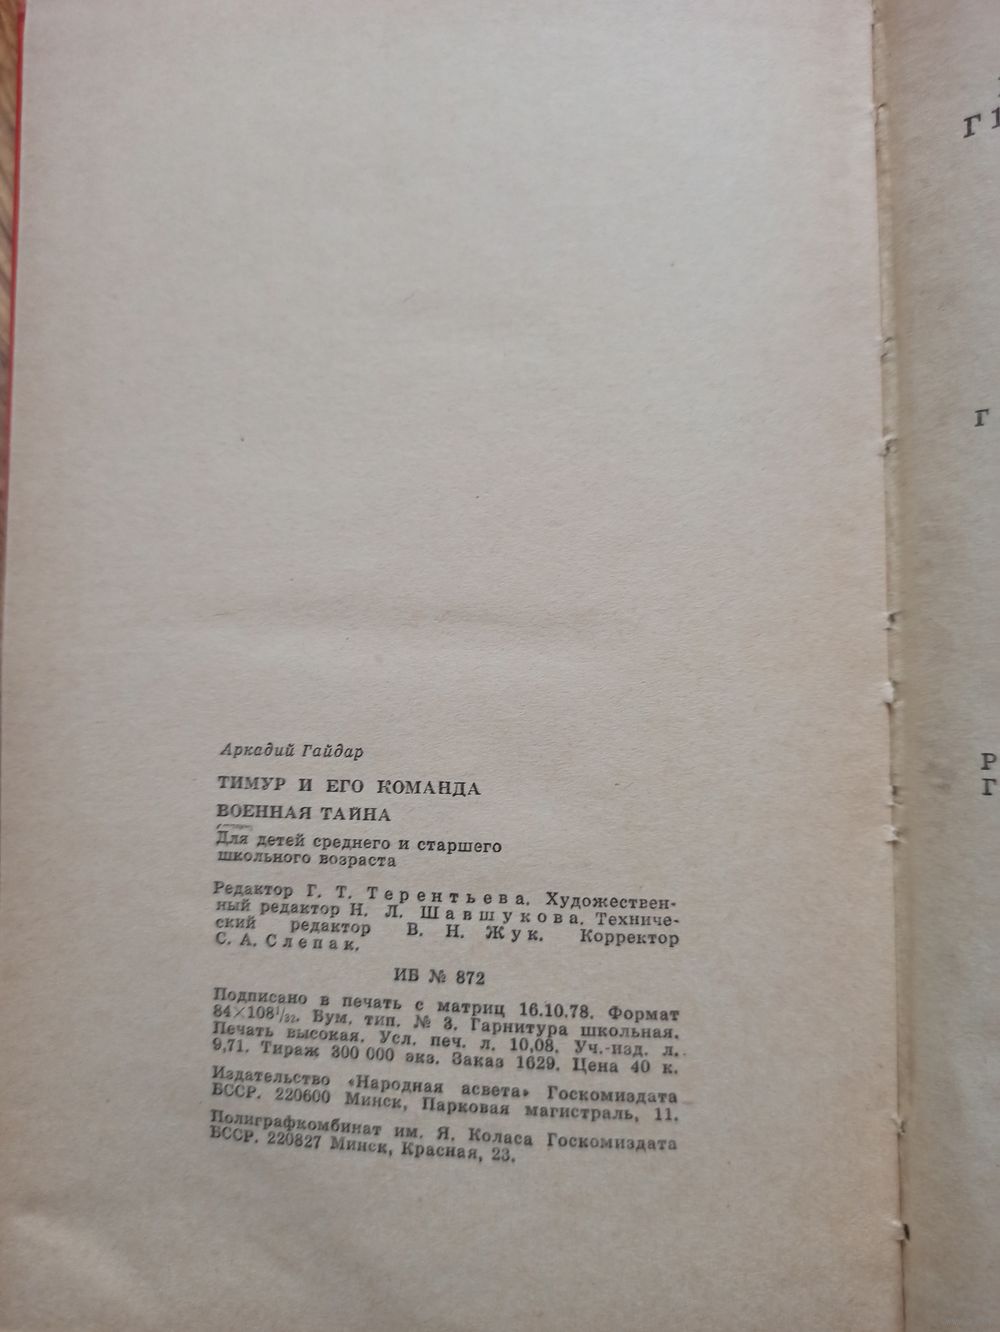 Аркадий Гайдар
ТИМУР И ЕГО КОМАНДА
ВОЕННАЯ ТАЙНА
Для детей среднего и старшего
школьного возраста
Редактор Г. Т. Терентьева. Художествен-
ный редактор Н. Л. Шавшукова. Техниче-
ский редактор В. Н. Жук. Корректор
С. А. Слепак.
ИБ № 872
Подписано в печать с матриц 16.10.78. Формат
84×108¹/₃₂. Бум. тип. № 3. Гарнитура школьная.
Печать высокая. Усл. печ. л. 10,08. Уч.-изд. л.
9,71. Тираж 300 000 экз. Заказ 1629. Цена 40 к.
Издательство «Народная асвета» Госкомиздата
БССР. 220600 Минск, Парковая магистраль, 11.
Полиграфкомбинат им. Я. Коласа Госкомиздата
БССР. 220827 Минск, Красная, 23.
Г
Р
Г